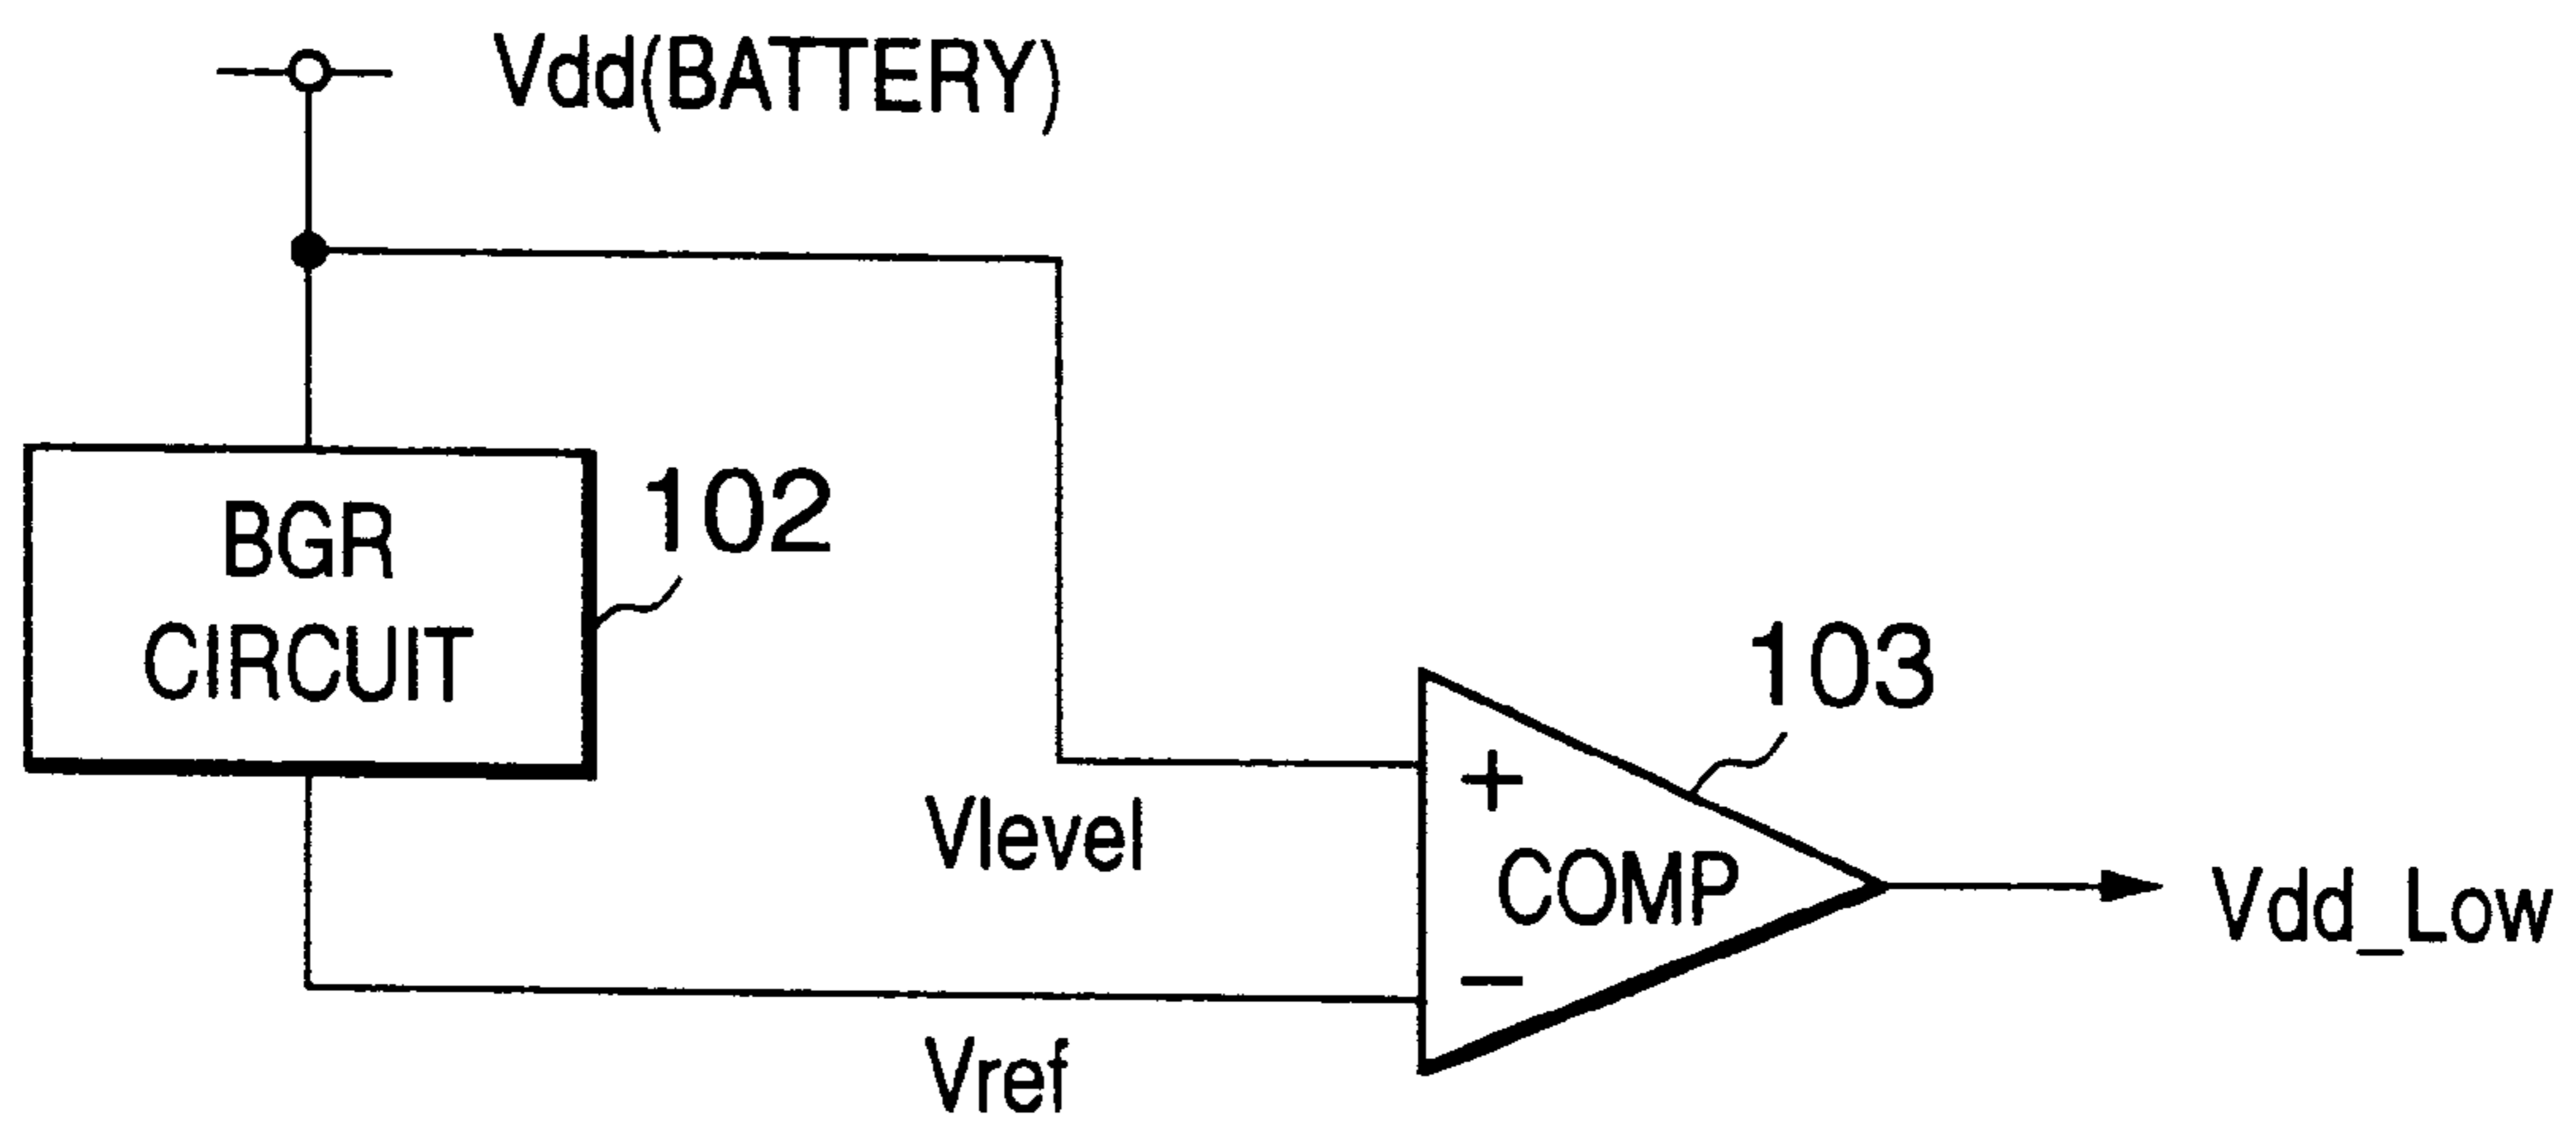 Vdd(BATTERY)
BGR
CIRCUIT
102
103
+
COMP
−
Vlevel
Vref
Vdd_Low